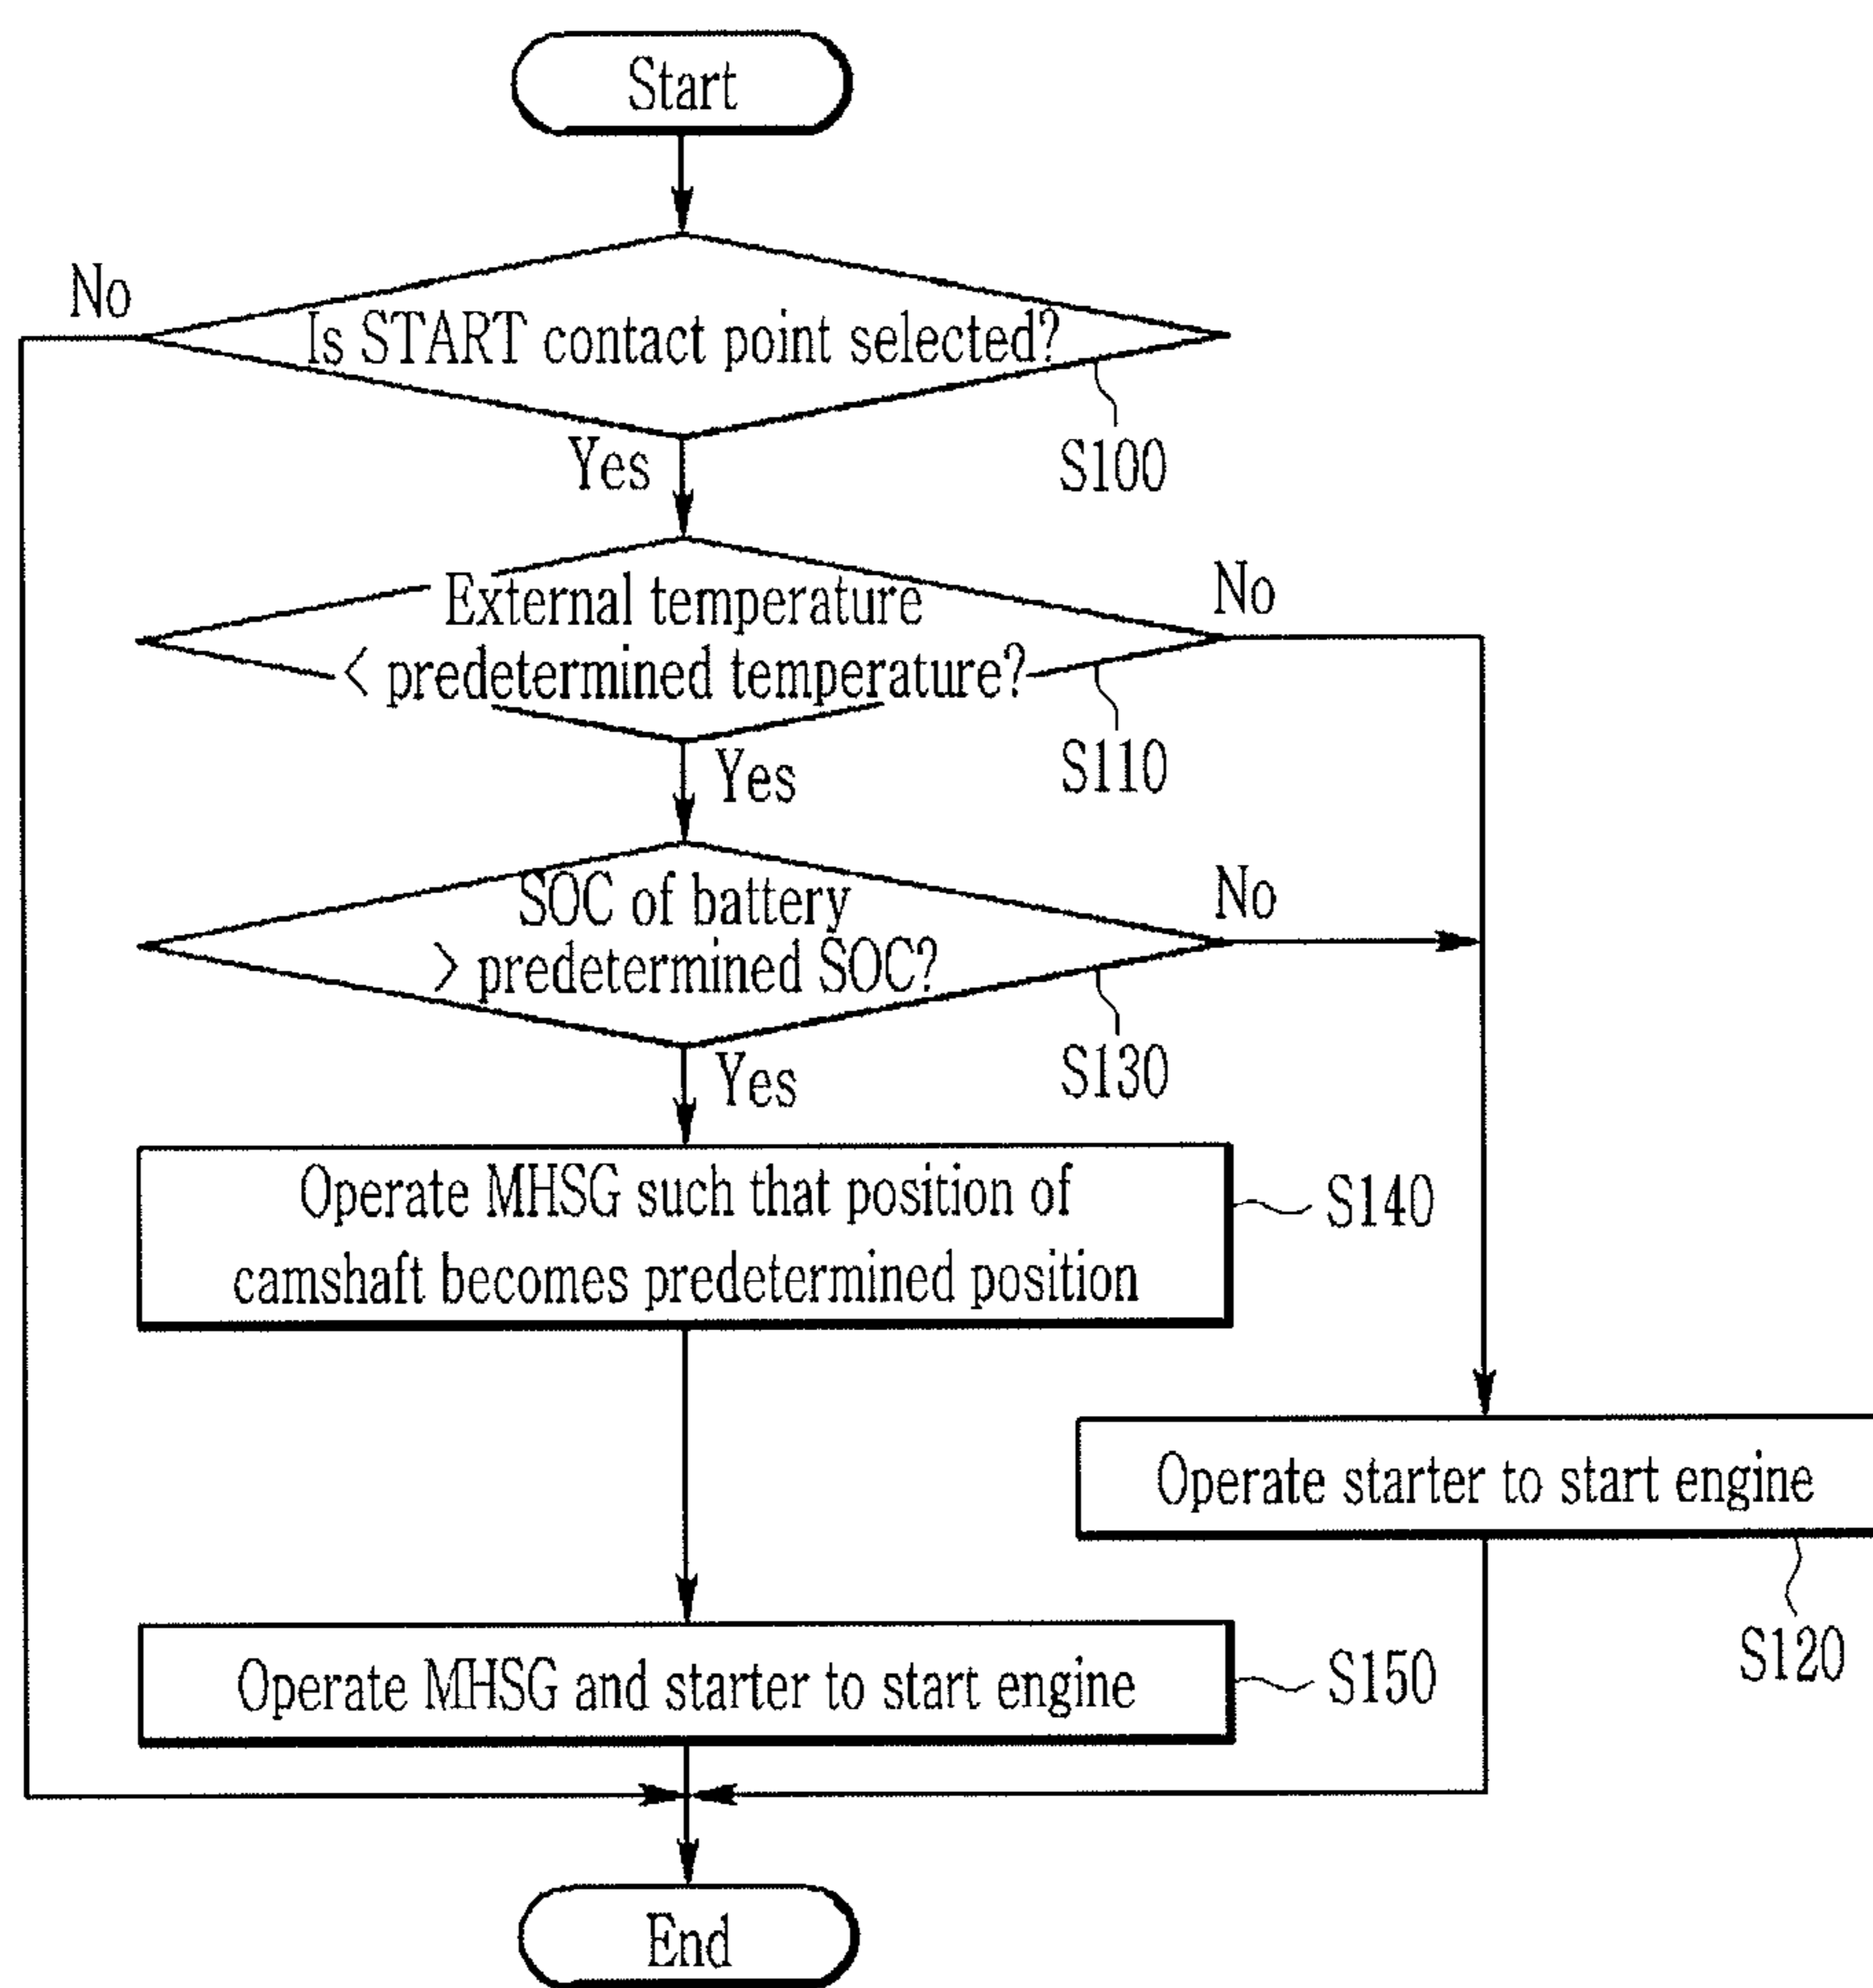 Start
No
Is START contact point selected?
S100
Yes
External temperature
< predetermined temperature?
No
S110
Yes
SOC of battery
> predetermined SOC?
No
S130
Yes
Operate MHSG such that position of
camshaft becomes predetermined position
S140
Operate starter to start engine
S120
Operate MHSG and starter to start engine
S150
End